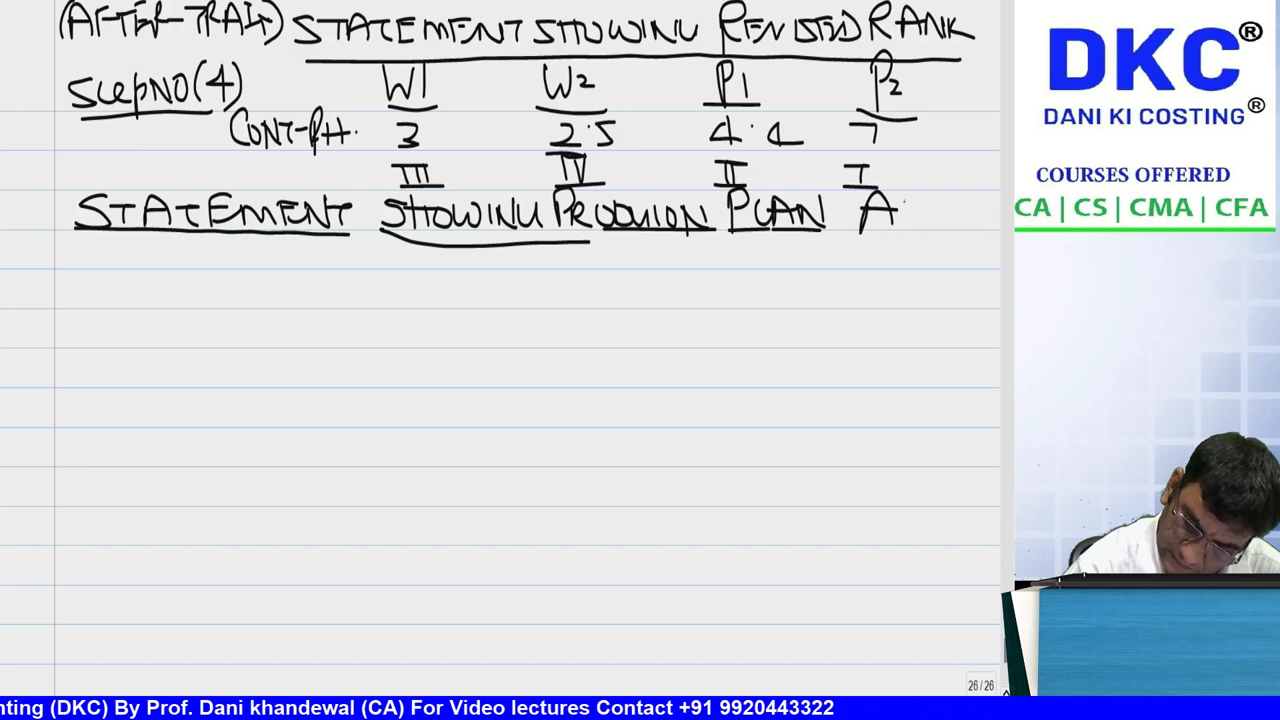 (AFTER TRAIL) STATEMENT SHOWING REVISED RANK
Step NO (4) W1 W2 P1 P2
CONT-PH. 3 2.5 4.4 7
III IV II I
STATEMENT SHOWING PRODUION PLAN A
DKC®
DANI KI COSTING®
COURSES OFFERED
CA | CS | CMA | CFA
26/26
nting (DKC) By Prof. Dani khandewal (CA) For Video lectures Contact +91 9920443322